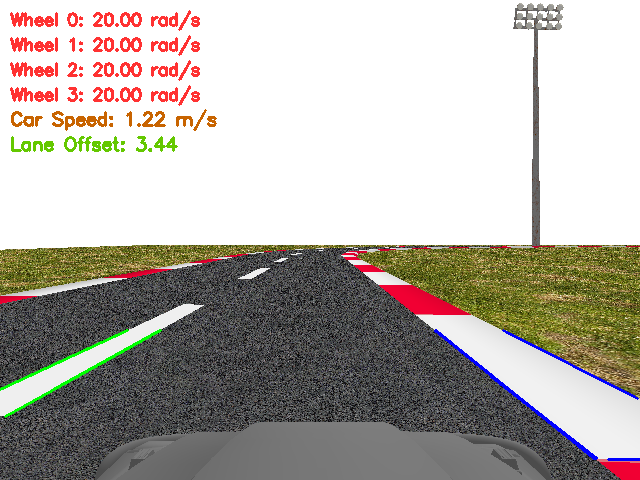 Wheel 0: 20.00 rad/s
Wheel 1: 20.00 rad/s
Wheel 2: 20.00 rad/s
Wheel 3: 20.00 rad/s
Car Speed: 1.22 m/s
Lane Offset: 3.44